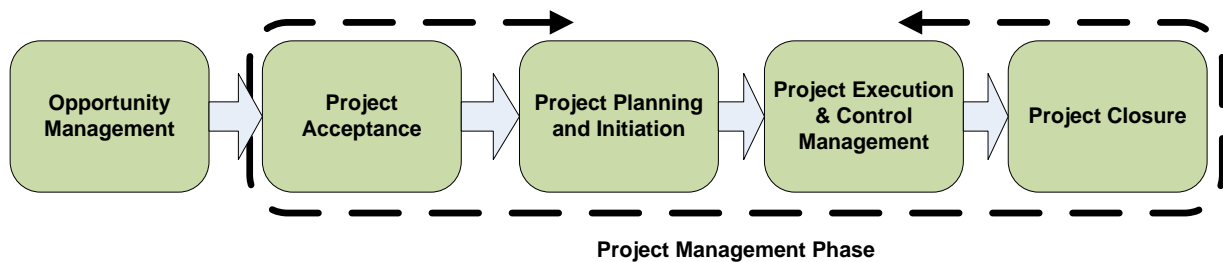 Opportunity
Management
Project
Acceptance
Project Planning
and Initiation
Project Execution
& Control
Management
Project Closure
Project Management Phase